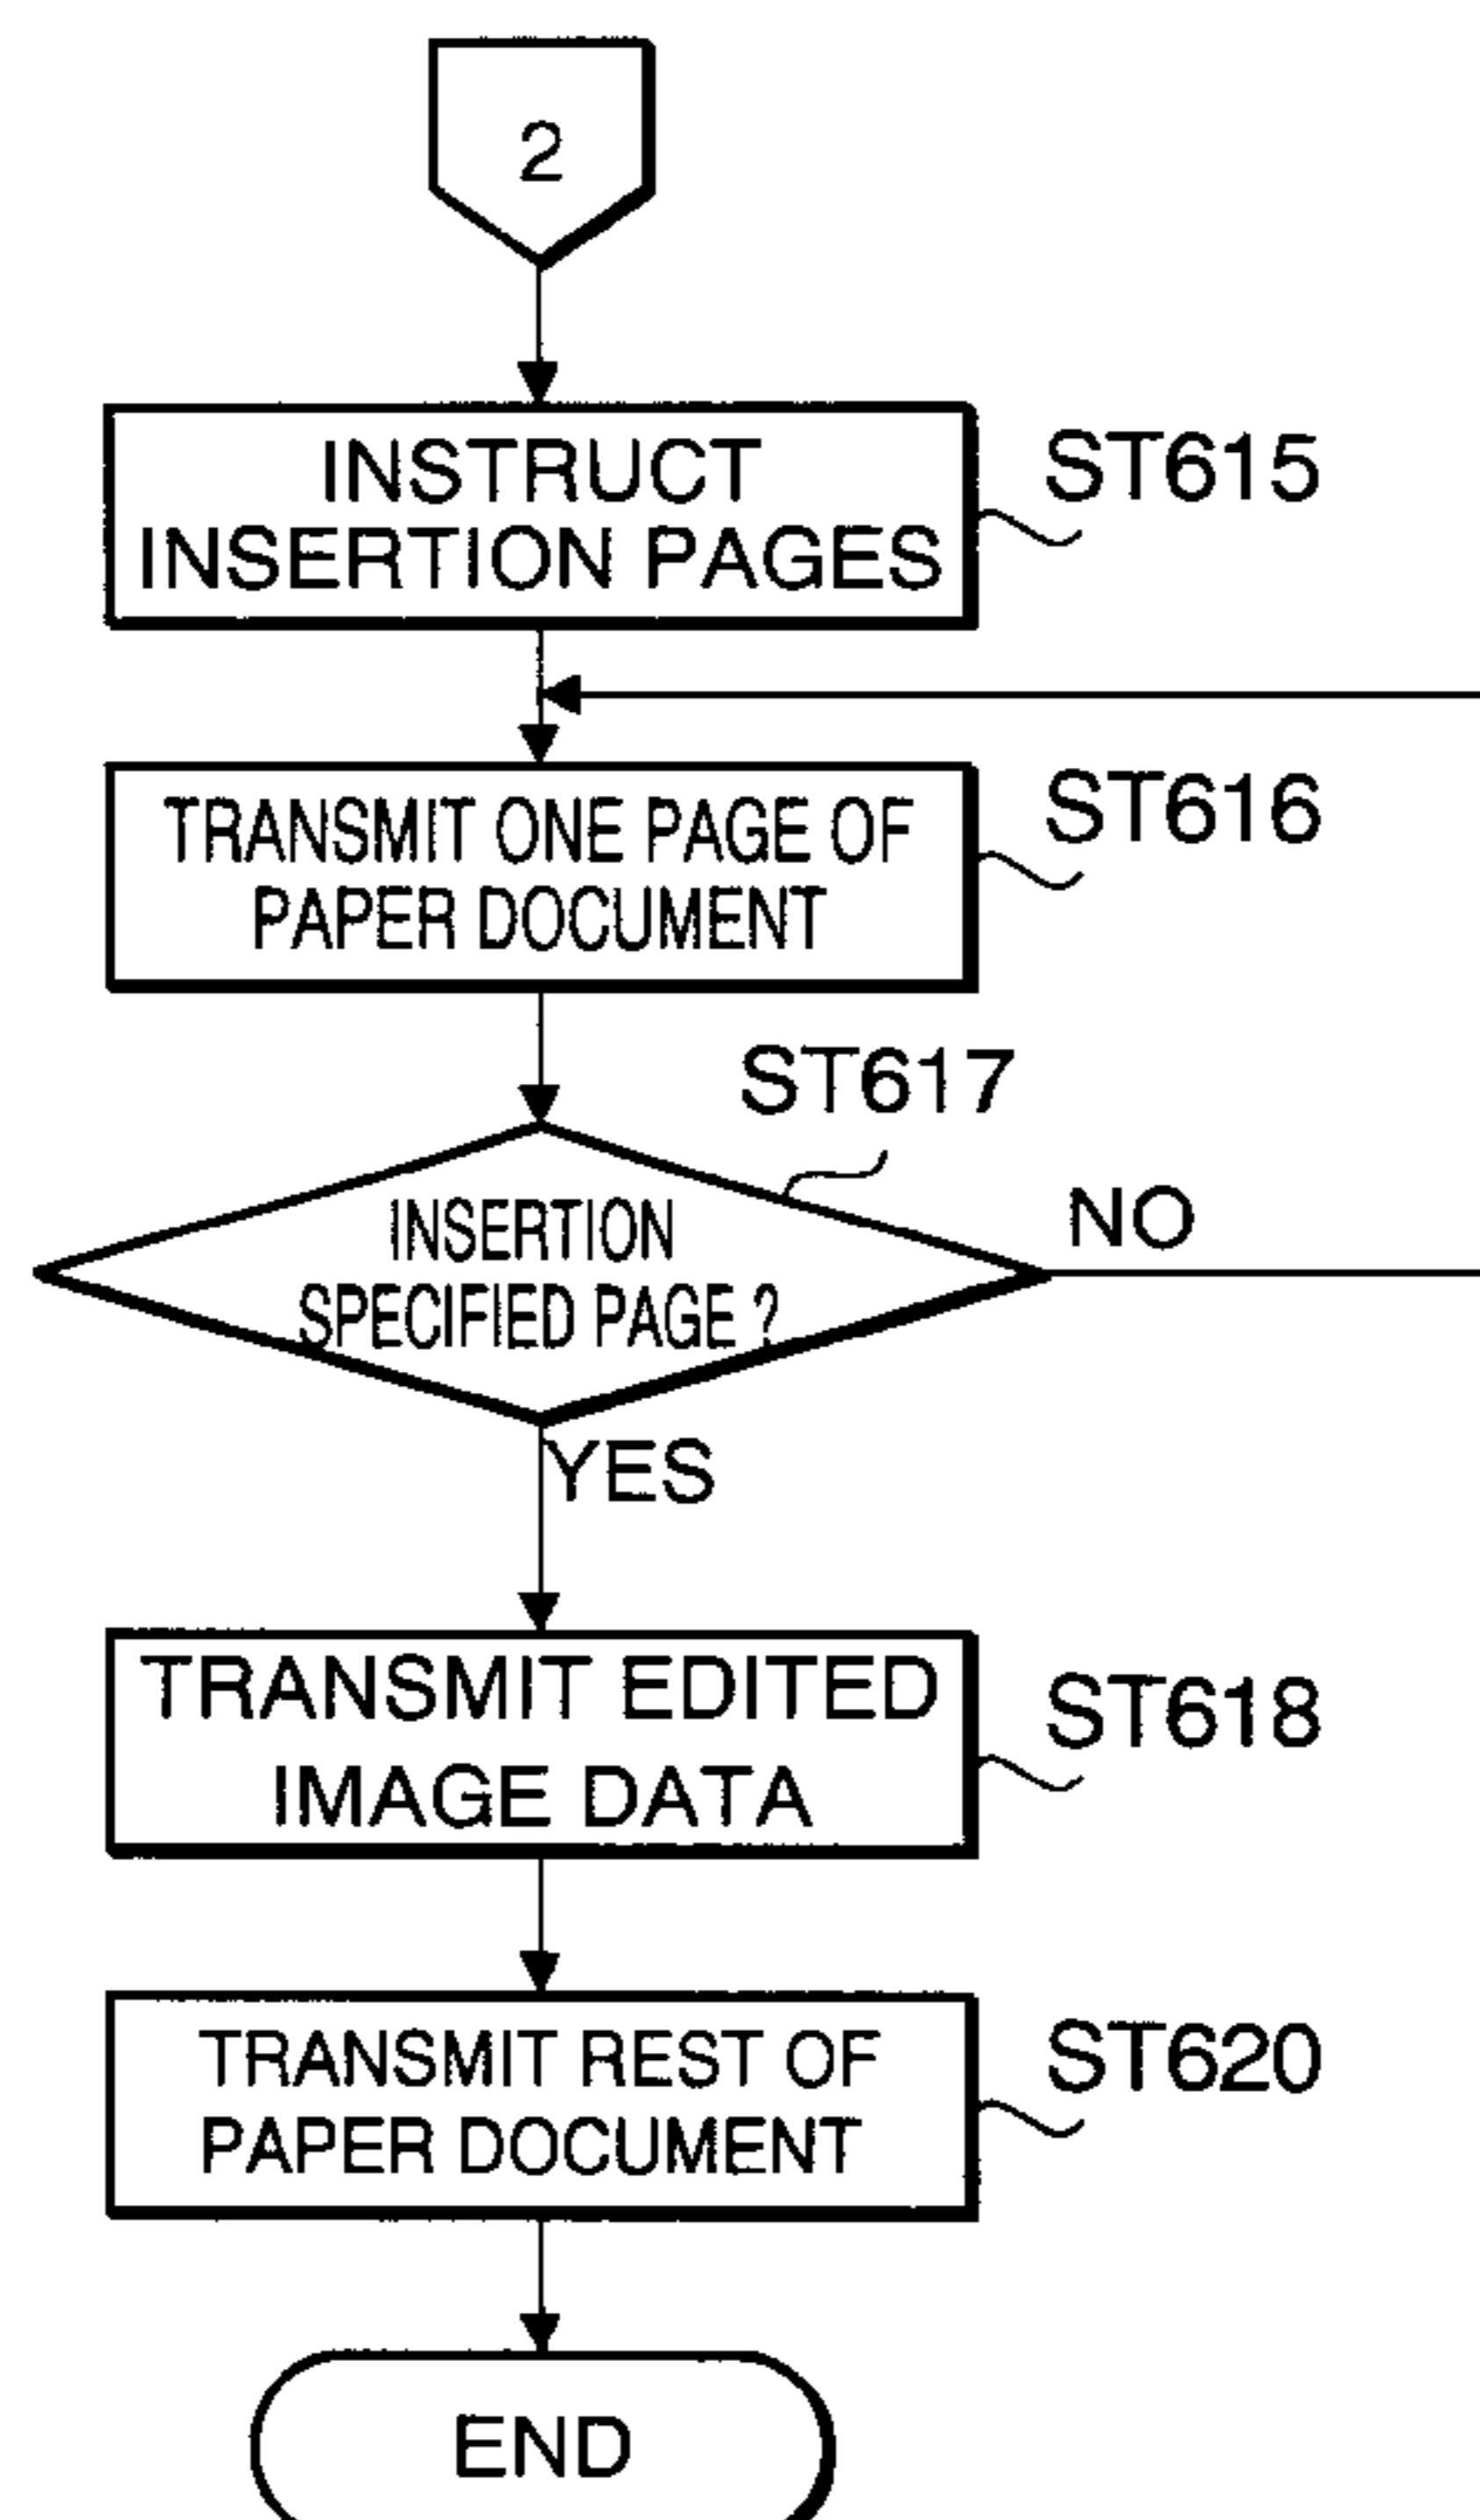 2
INSTRUCT
INSERTION PAGES
ST615
TRANSMIT ONE PAGE OF
PAPER DOCUMENT
ST616
ST617
INSERTION
SPECIFIED PAGE ?
NO
YES
TRANSMIT EDITED
IMAGE DATA
ST618
TRANSMIT REST OF
PAPER DOCUMENT
ST620
END